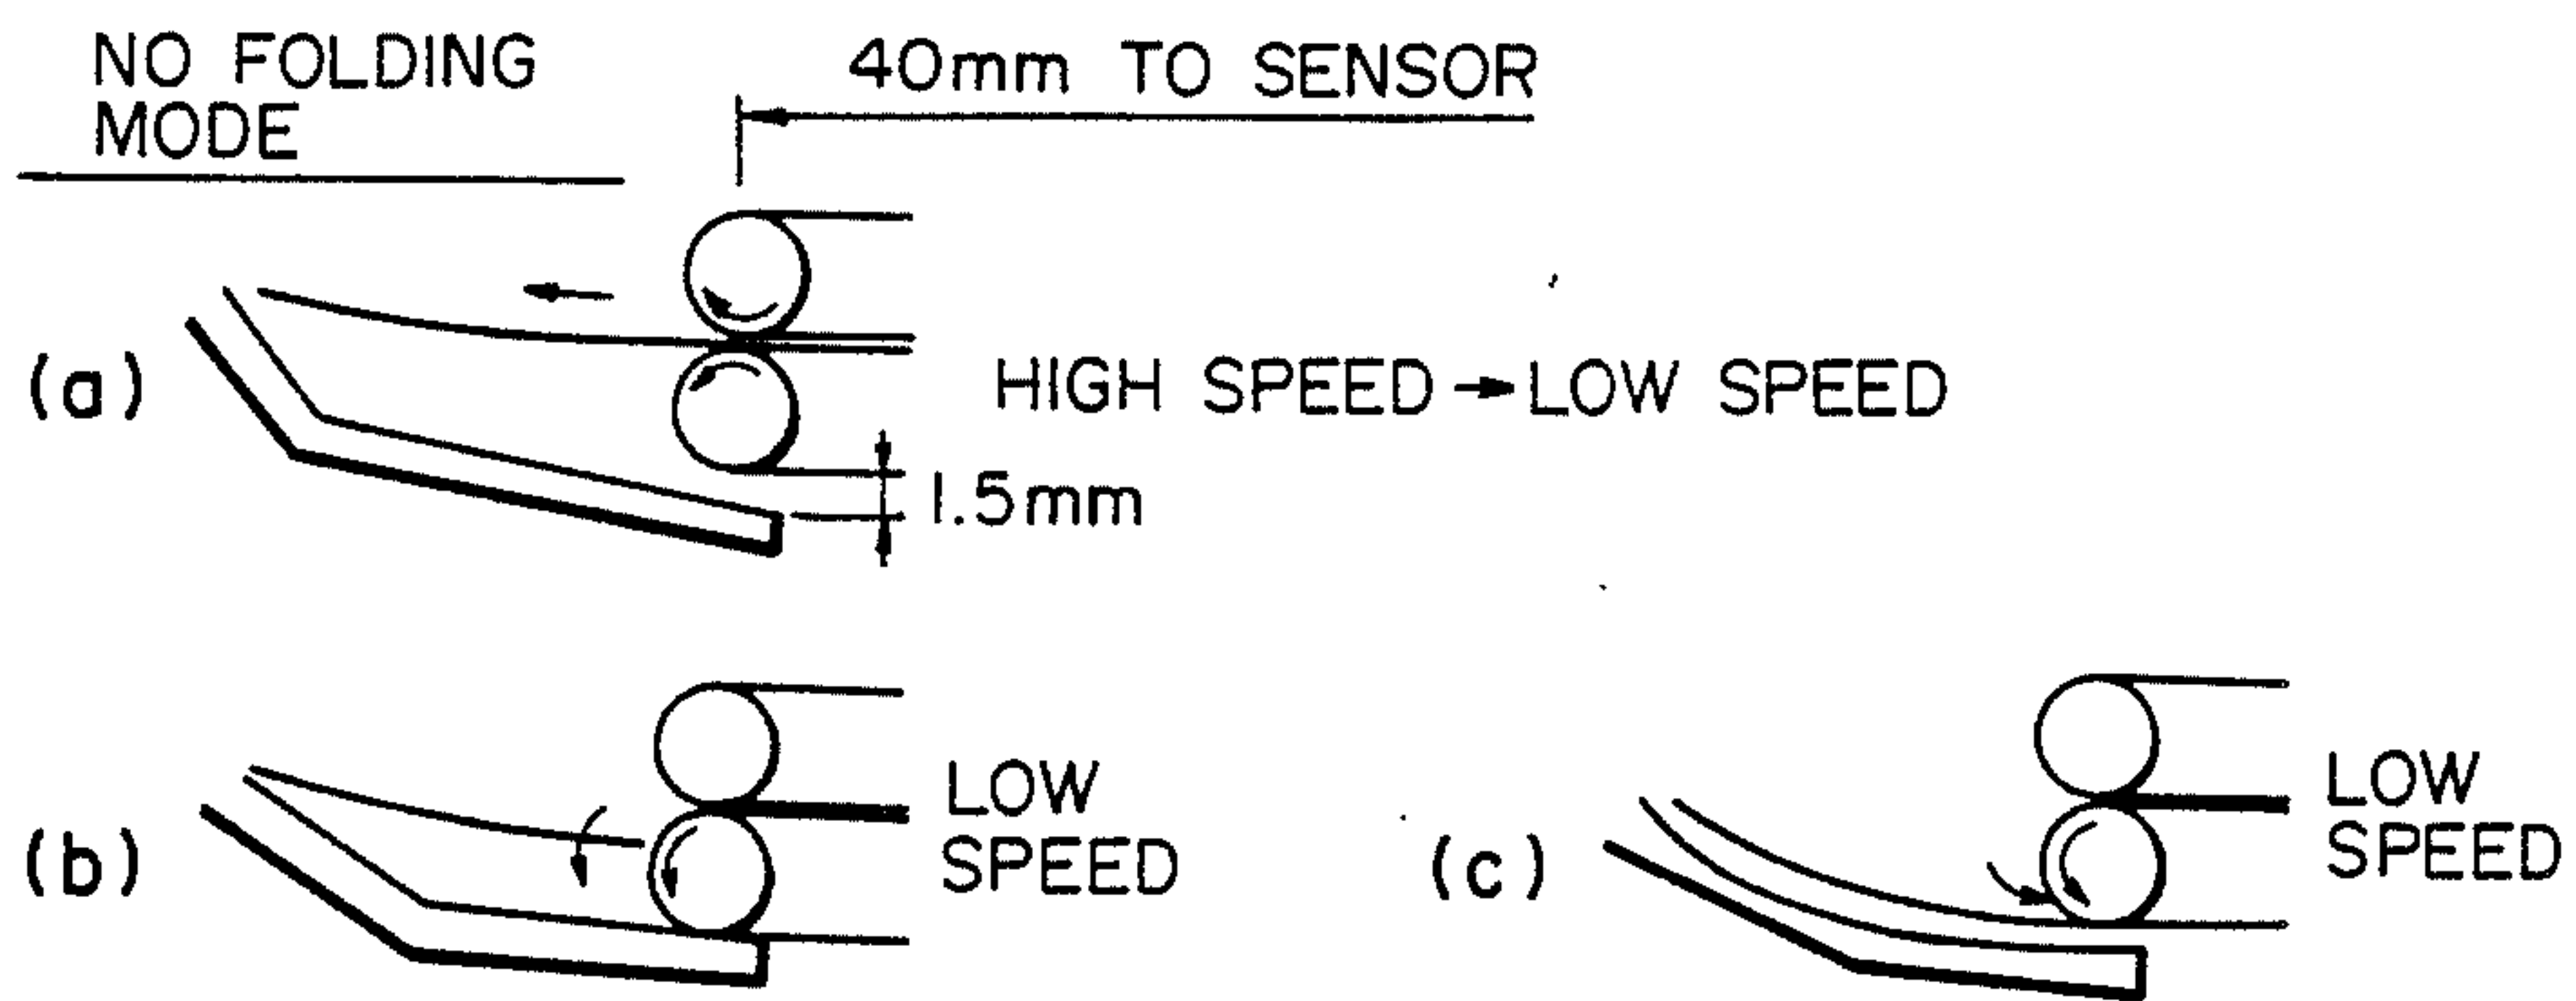 NO FOLDING
MODE
40mm TO SENSOR
(a)
HIGH SPEED → LOW SPEED
1.5mm
(b)
LOW
SPEED
(c)
LOW
SPEED